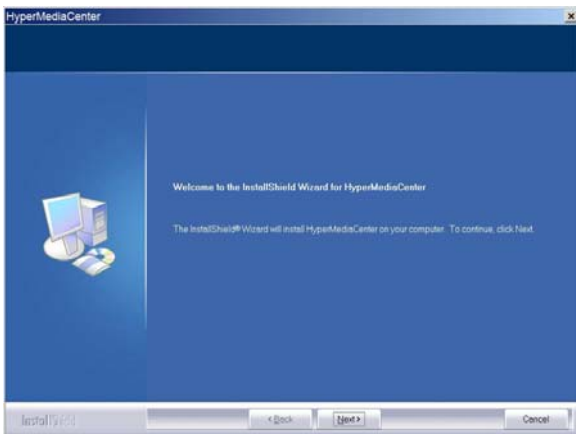 HyperMediaCenter
Welcome to the InstallShield Wizard for HyperMediaCenter
The InstallShield® Wizard will install HyperMediaCenter on your computer. To continue, click Next.
InstallShield
< Back
Next >
Cancel